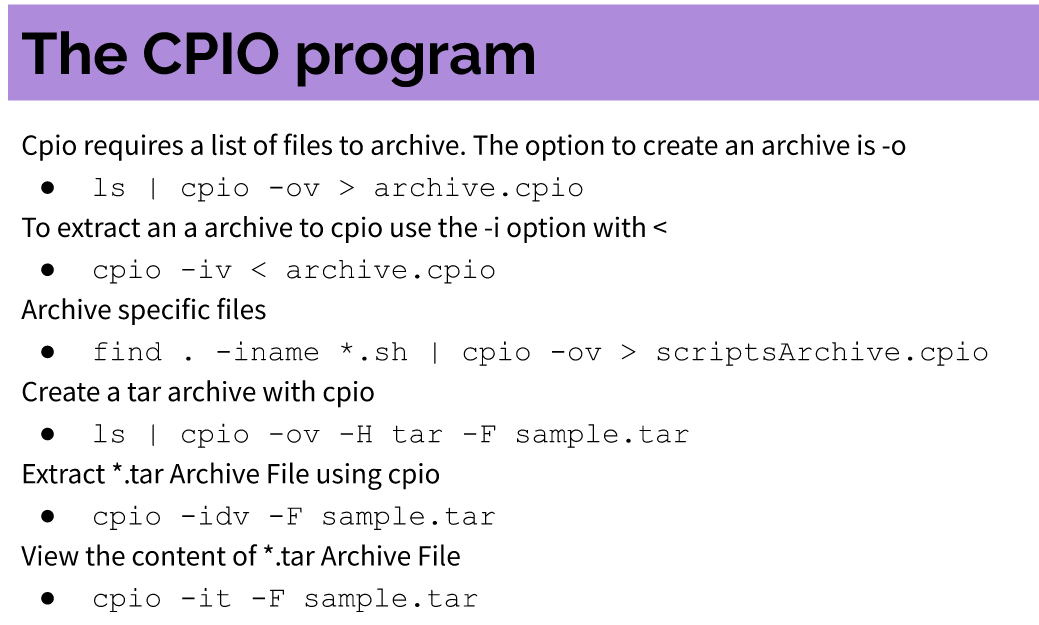 The CPIO program
Cpio requires a list of files to archive. The option to create an archive is -o
● ls | cpio -ov > archive.cpio
To extract an a archive to cpio use the -i option with <
● cpio -iv < archive.cpio
Archive specific files
● find . -iname *.sh | cpio -ov > scriptsArchive.cpio
Create a tar archive with cpio
● ls | cpio -ov -H tar -F sample.tar
Extract *.tar Archive File using cpio
● cpio -idv -F sample.tar
View the content of *.tar Archive File
● cpio -it -F sample.tar